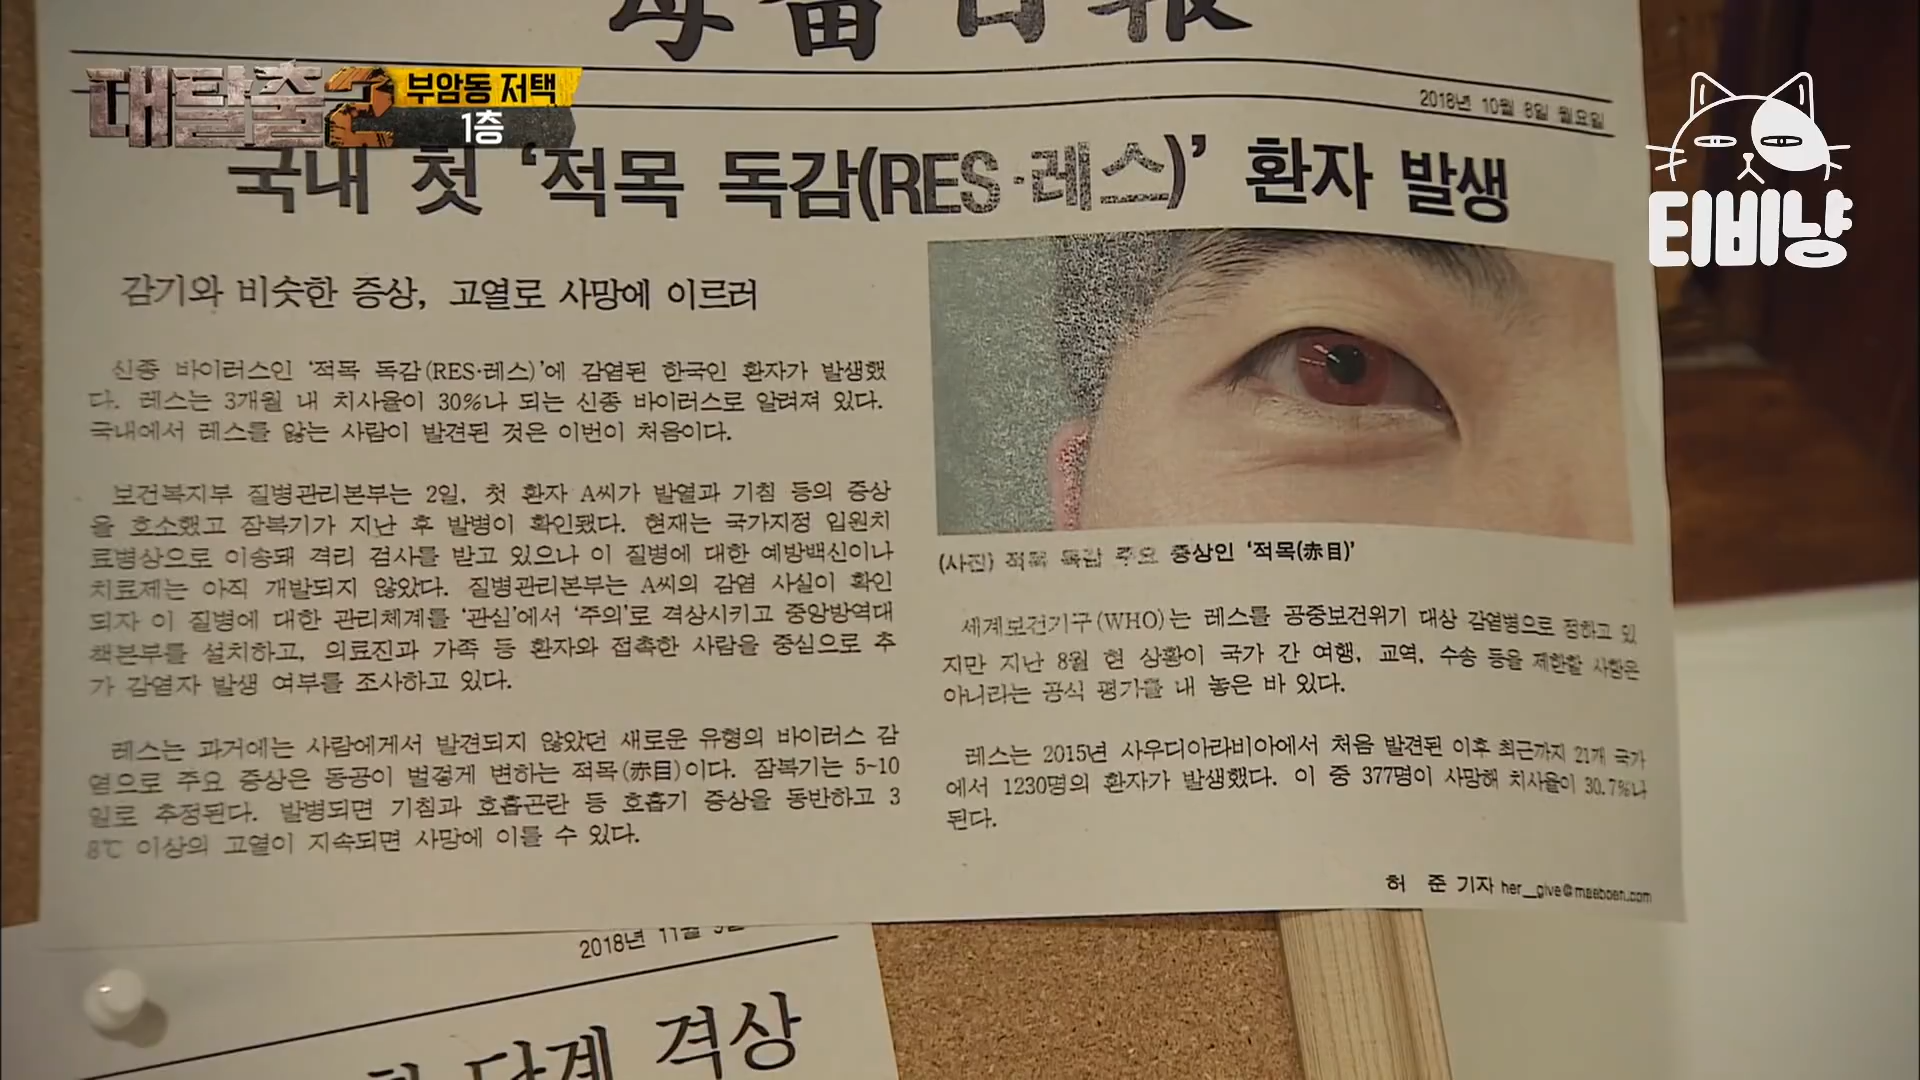 대탈출2
부암동 저택
1층
티비냥
2018년 10월 8일 월요일
국내 첫 ‘적목 독감(RES·레스)’ 환자 발생
감기와 비슷한 증상, 고열로 사망에 이르러
신종 바이러스인 ‘적목 독감(RES·레스)’에 감염된 한국인 환자가 발생했
다. 레스는 3개월 내 치사율이 30%나 되는 신종 바이러스로 알려져 있다.
국내에서 레스를 앓는 사람이 발견된 것은 이번이 처음이다.
보건복지부 질병관리본부는 2일, 첫 환자 A씨가 발열과 기침 등의 증상
을 호소했고 잠복기가 지난 후 발병이 확인됐다. 현재는 국가지정 입원치
료병상으로 이송돼 격리 검사를 받고 있으나 이 질병에 대한 예방백신이나
치료제는 아직 개발되지 않았다. 질병관리본부는 A씨의 감염 사실이 확인
되자 이 질병에 대한 관리체계를 ‘관심’에서 ‘주의’로 격상시키고 중앙방역대
책본부를 설치하고, 의료진과 가족 등 환자와 접촉한 사람을 중심으로 추
가 감염자 발생 여부를 조사하고 있다.
레스는 과거에는 사람에게서 발견되지 않았던 새로운 유형의 바이러스 감
염으로 주요 증상은 동공이 벌겋게 변하는 적목(赤目)이다. 잠복기는 5~10
일로 추정된다. 발병되면 기침과 호흡곤란 등 호흡기 증상을 동반하고 3
8℃ 이상의 고열이 지속되면 사망에 이를 수 있다.
(사진) 적목 독감 주요 증상인 ‘적목(赤目)’
세계보건기구(WHO)는 레스를 공중보건위기 대상 감염병으로 정하고 있
지만 지난 8월 현 상황이 국가 간 여행, 교역, 수송 등을 제한할 사항은
아니라는 공식 평가를 내 놓은 바 있다.
레스는 2015년 사우디아라비아에서 처음 발견된 이후 최근까지 21개 국가
에서 1230명의 환자가 발생했다. 이 중 377명이 사망해 치사율이 30.7%나
된다.
허 준 기자 her_give@maeboen.com
2018년 11월
단계 격상